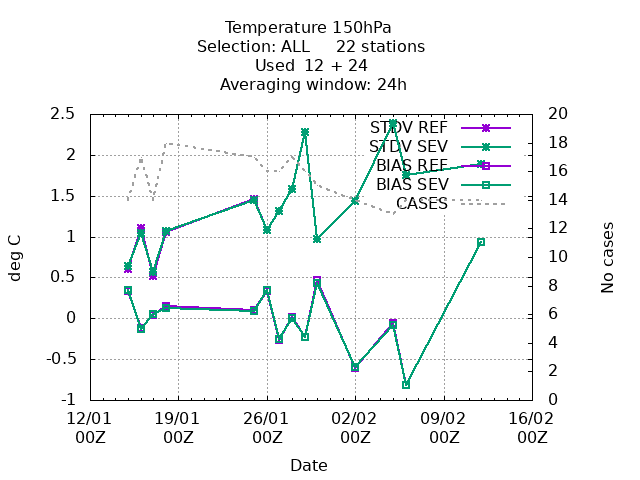 Temperature 150hPa
Selection: ALL     22 stations
Used  12 + 24
Averaging window: 24h
2.5
2
1.5
1
0.5
0
-0.5
-1
deg C
20
18
16
14
12
10
8
6
4
2
0
No cases
STDV REF
STDV SEV
BIAS REF
BIAS SEV
CASES
12/01 19/01 26/01 02/02 09/02 16/02
00Z 00Z 00Z 00Z 00Z 00Z
Date